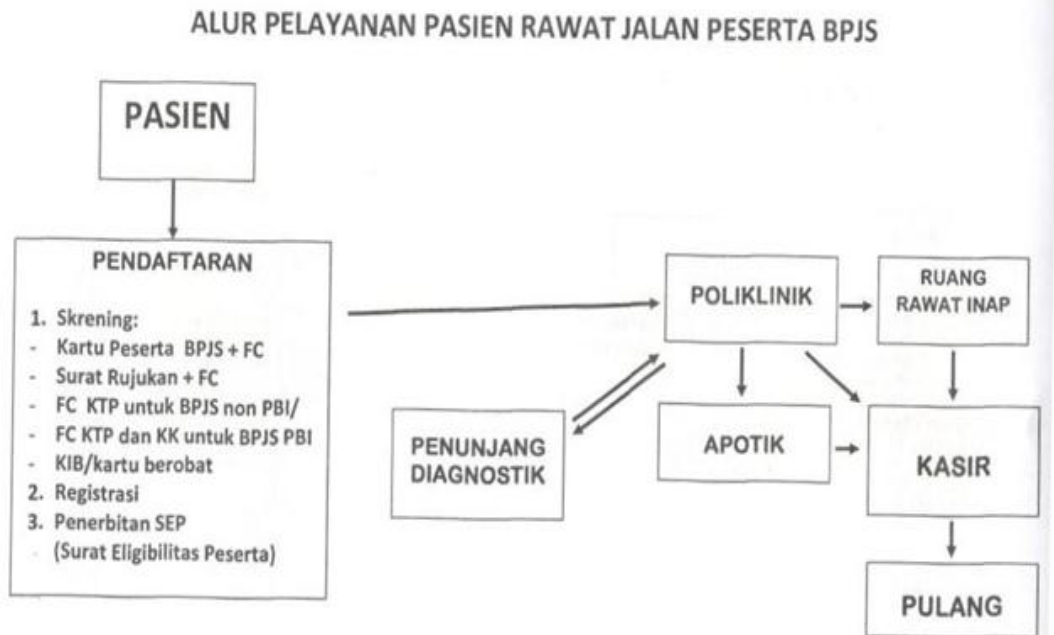 ALUR PELAYANAN PASIEN RAWAT JALAN PESERTA BPJS
PASIEN
PENDAFTARAN
1. Skrening:
- Kartu Peserta BPJS + FC
- Surat Rujukan + FC
- FC KTP untuk BPJS non PBI/
- FC KTP dan KK untuk BPJS PBI
- KIB/kartu berobat
2. Registrasi
3. Penerbitan SEP
(Surat Eligibilitas Peserta)
POLIKLINIK
RUANG
RAWAT INAP
PENUNJANG
DIAGNOSTIK
APOTIK
KASIR
PULANG